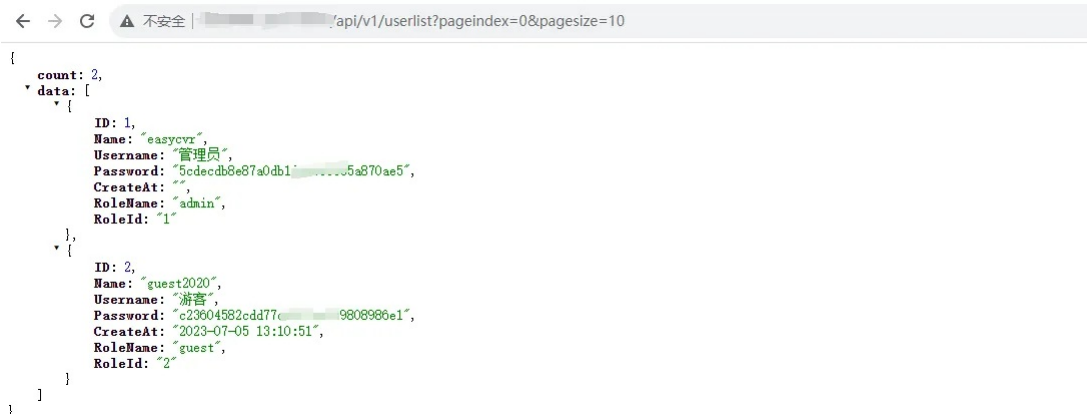 不安全 /api/v1/userlist?pageindex=0&pagesize=10
{
count: 2,
data: [
{
ID: 1,
Name: "easycvr",
Username: "管理员",
Password: "5cdecdb8e87a0db1 5a870ae5",
CreateAt: "",
RoleName: "admin",
RoleId: "1"
},
{
ID: 2,
Name: "guest2020",
Username: "游客",
Password: "c23604582cdd77 9808986e1",
CreateAt: "2023-07-05 13:10:51",
RoleName: "guest",
RoleId: "2"
}
]
}